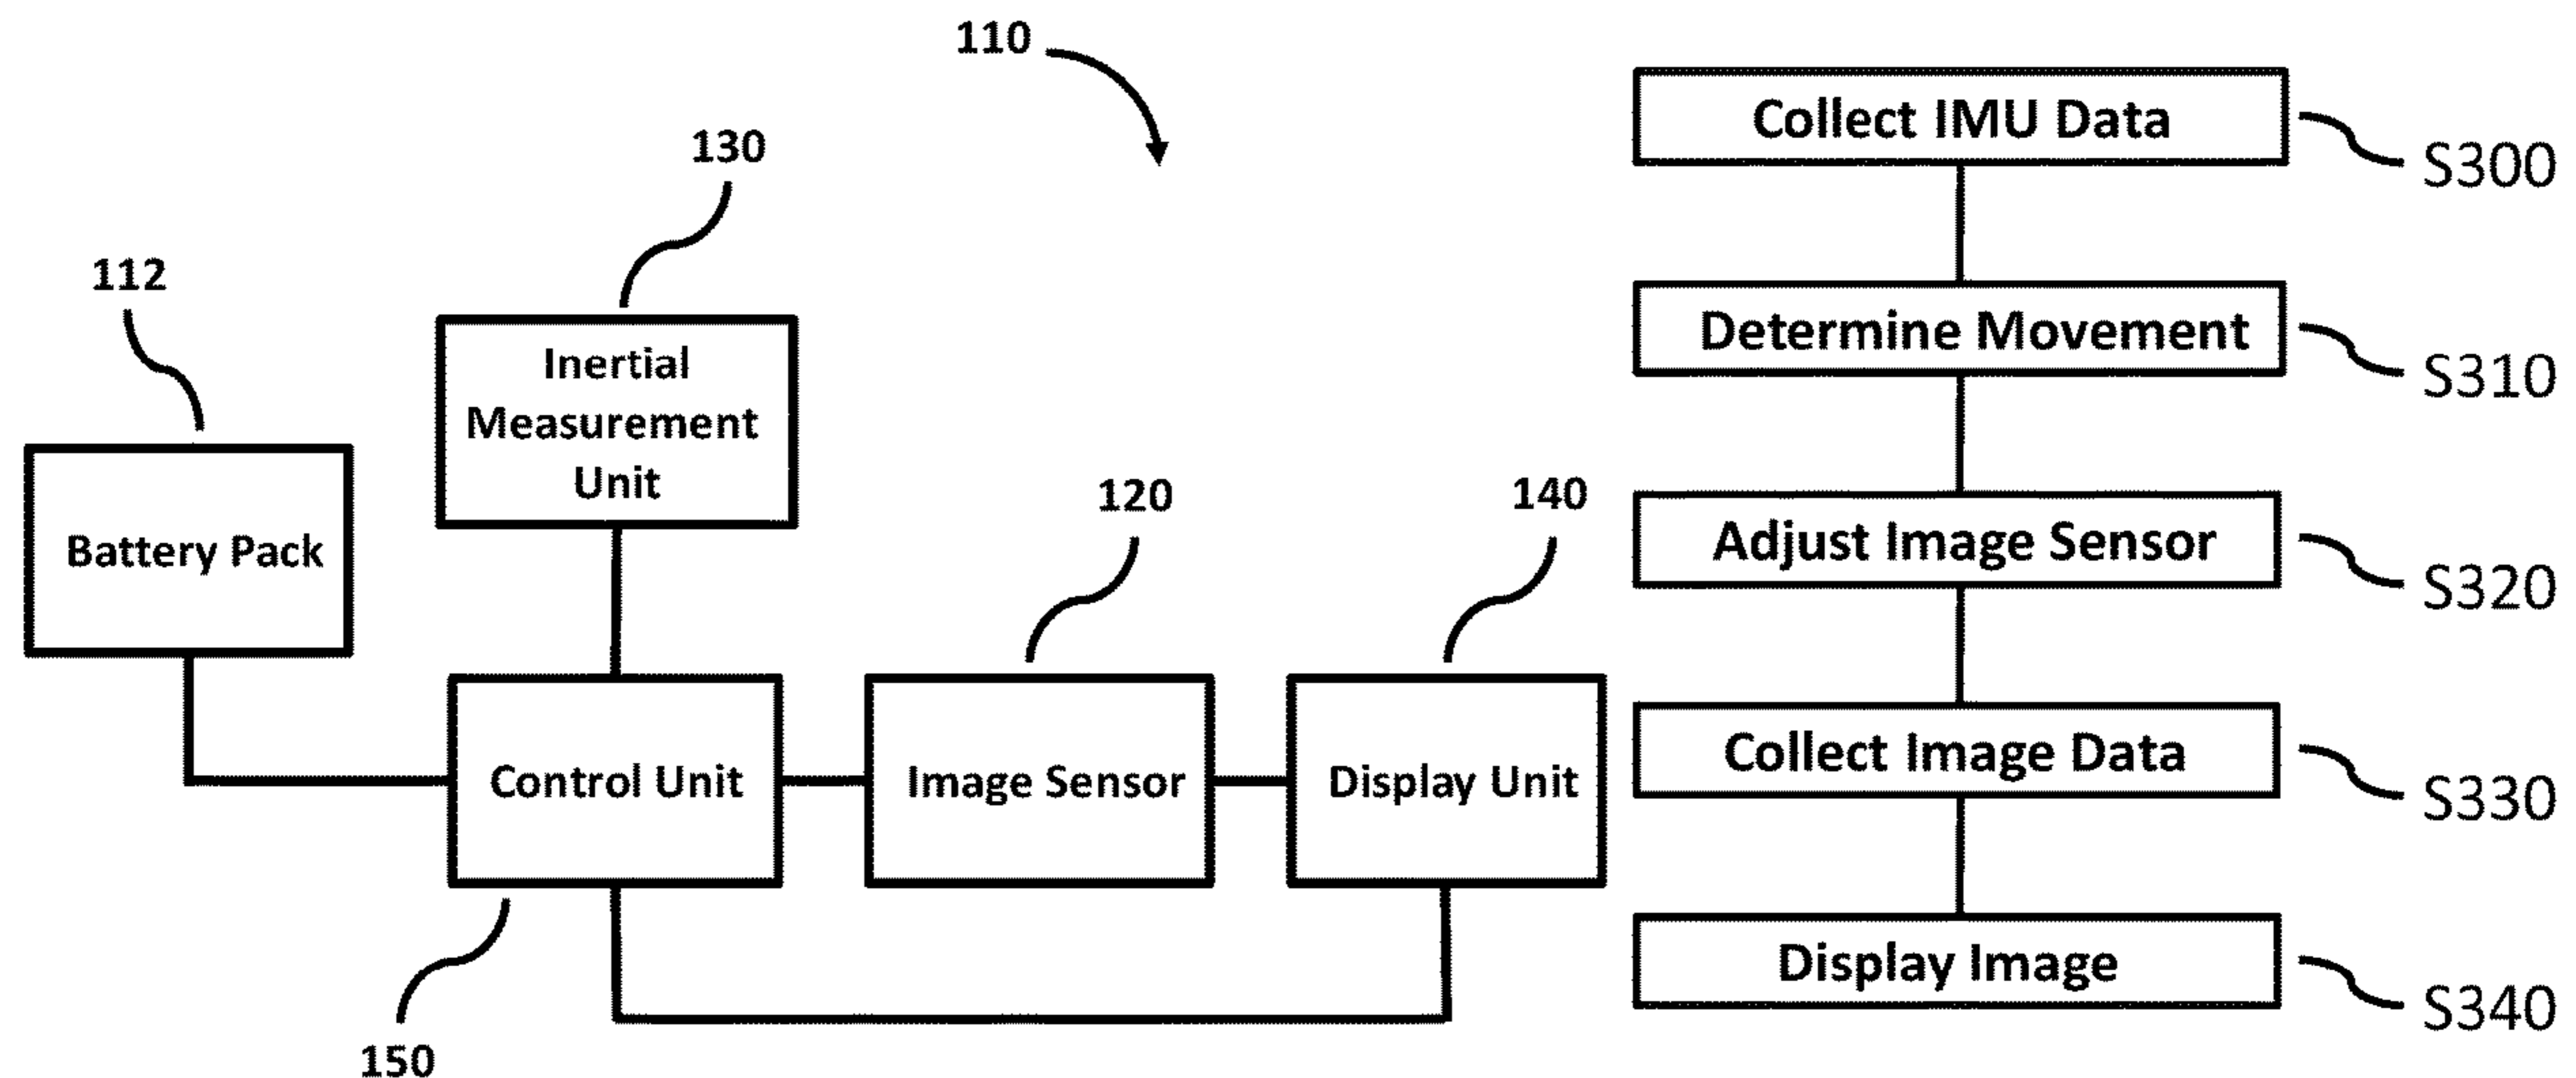 110
130
112
Inertial
Measurement
Unit
Battery Pack
120
140
Control Unit
Image Sensor
Display Unit
150
Collect IMU Data
S300
Determine Movement
S310
Adjust Image Sensor
S320
Collect Image Data
S330
Display Image
S340